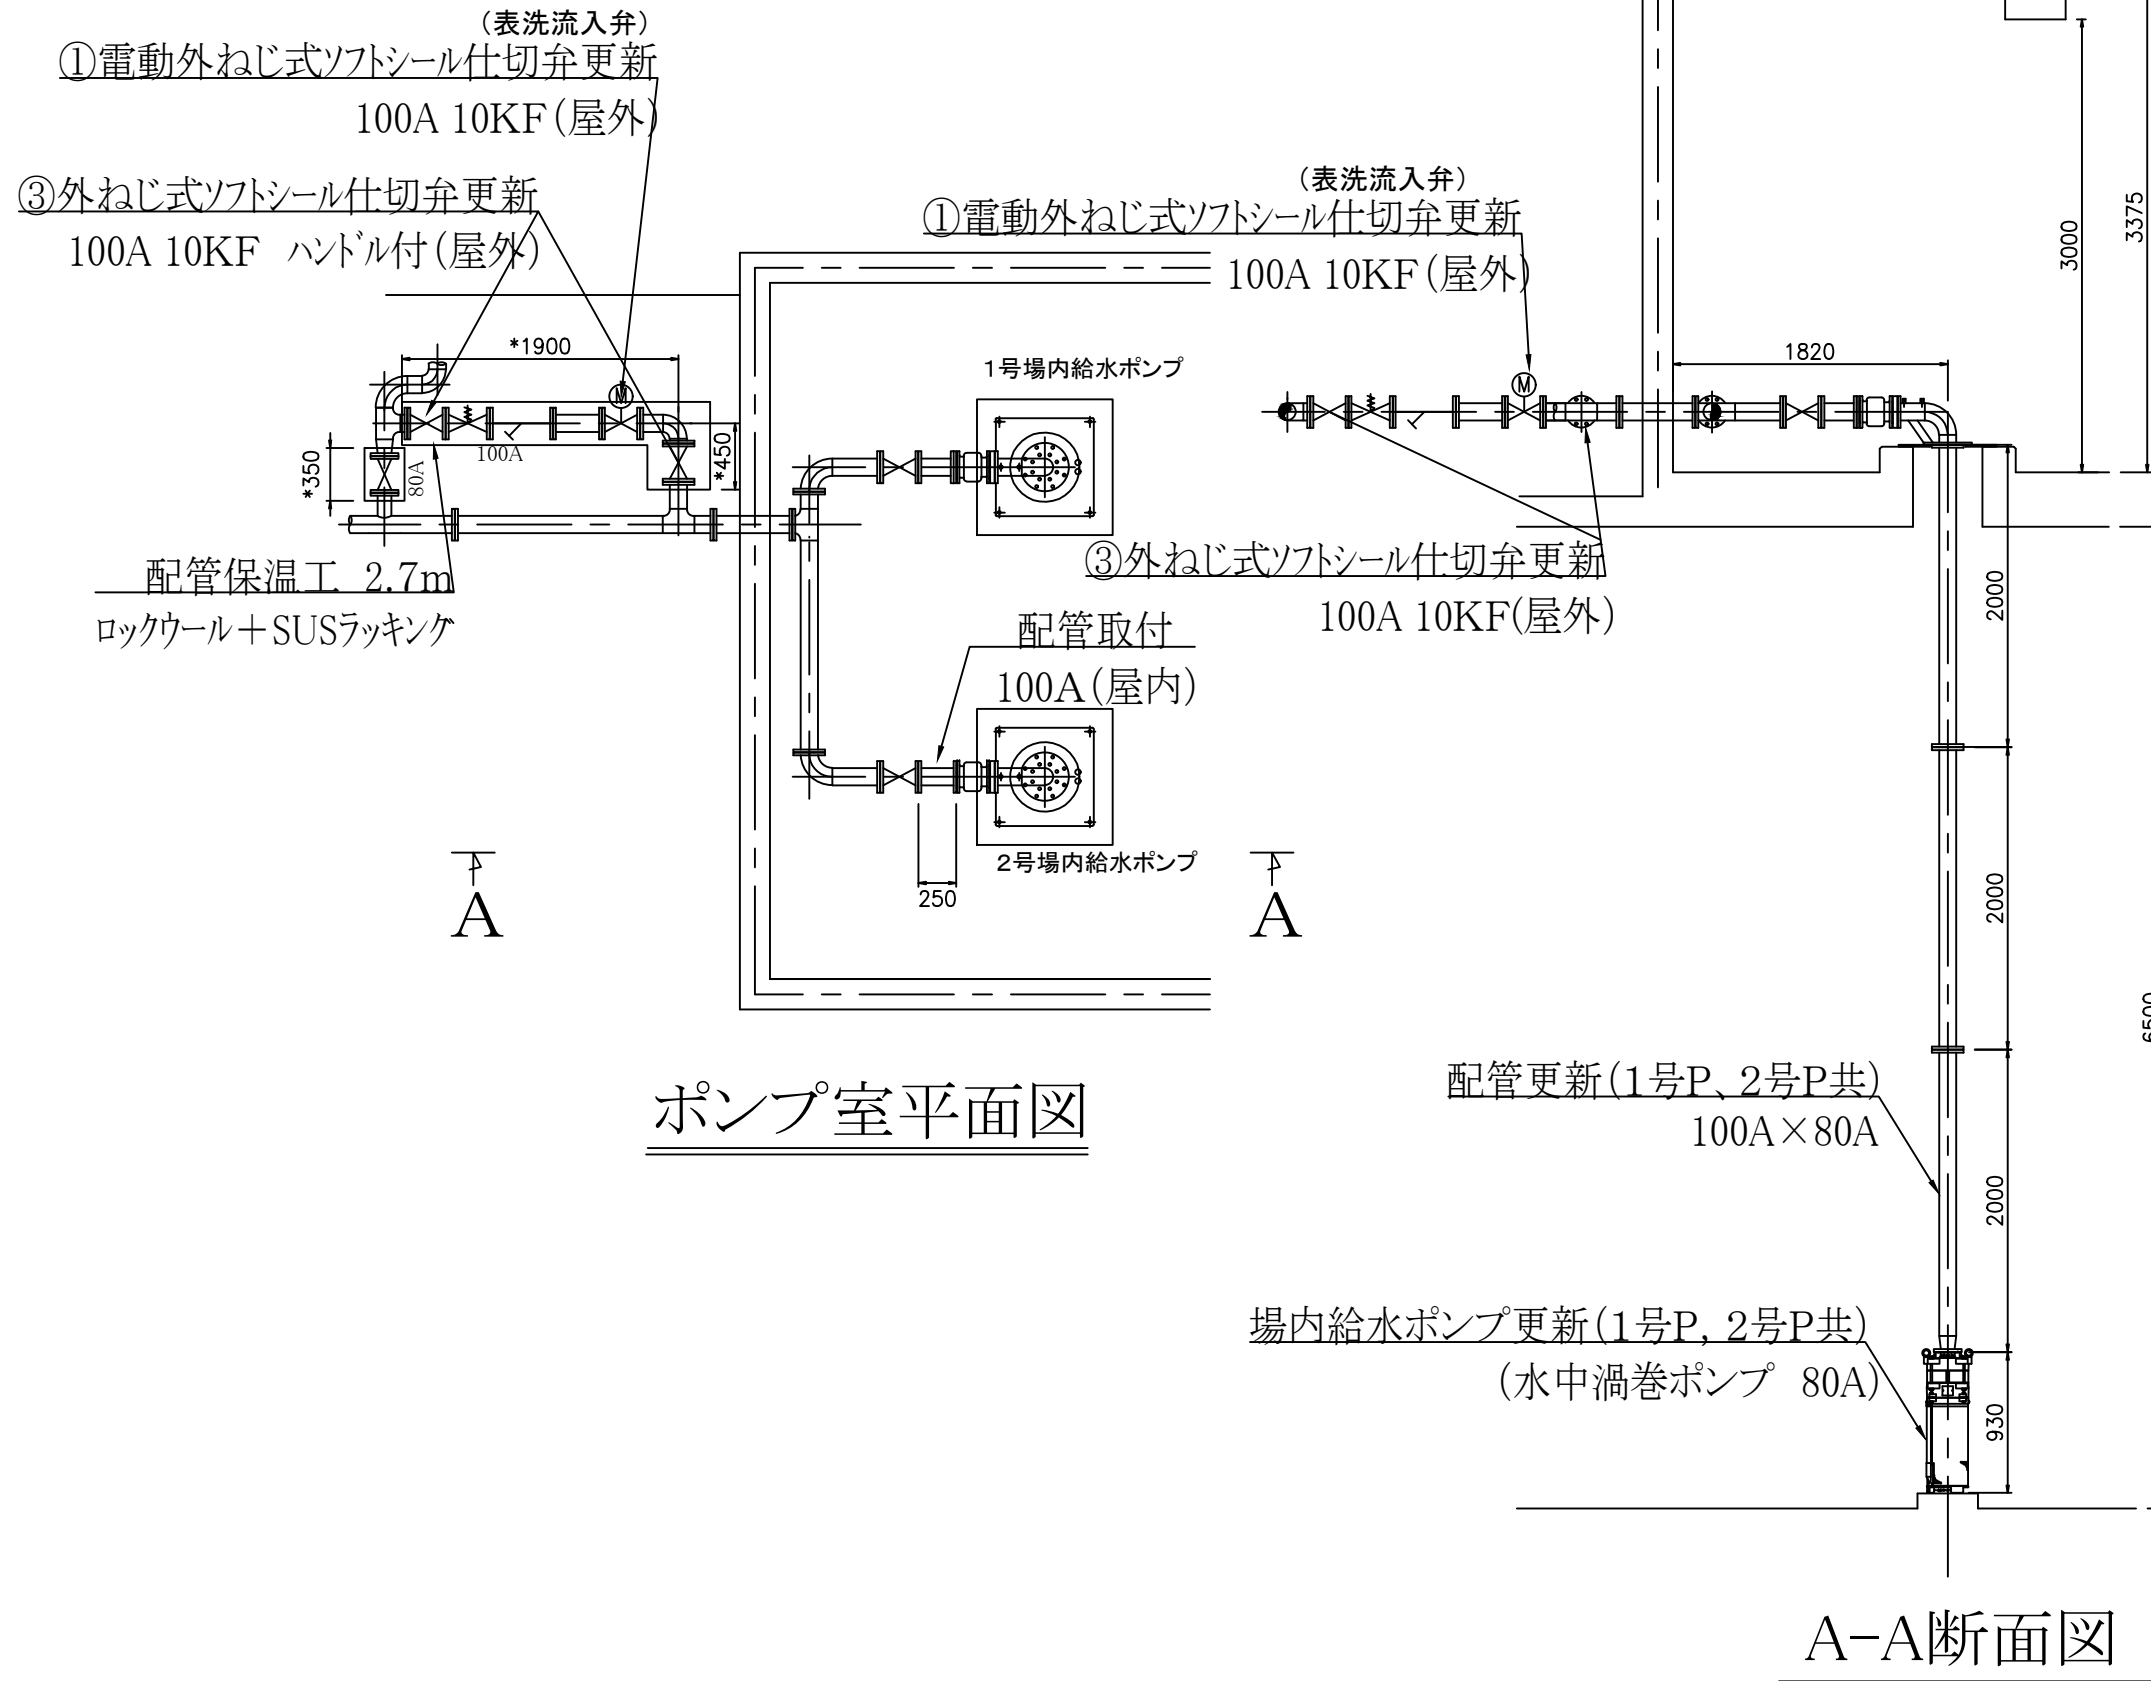 (表洗流入弁)
①電動外ねじ式ソフトシール仕切弁更新
100A 10KF(屋外)
③外ねじ式ソフトシール仕切弁更新
100A 10KF ハンドル付(屋外)
*1900
*350
80A
100A
*450
配管保温工 2.7m
ロックウール＋SUSラッキング
1号場内給水ポンプ
配管取付
100A(屋内)
2号場内給水ポンプ
250
A
A
ポンプ室平面図
(表洗流入弁)
①電動外ねじ式ソフトシール仕切弁更新
100A 10KF(屋外)
M
M
3000
3375
1820
③外ねじ式ソフトシール仕切弁更新
100A 10KF(屋外)
2000
2000
2000
930
6500
配管更新(1号P、2号P共)
100A×80A
場内給水ポンプ更新(1号P, 2号P共)
(水中渦巻ポンプ 80A)
A-A断面図